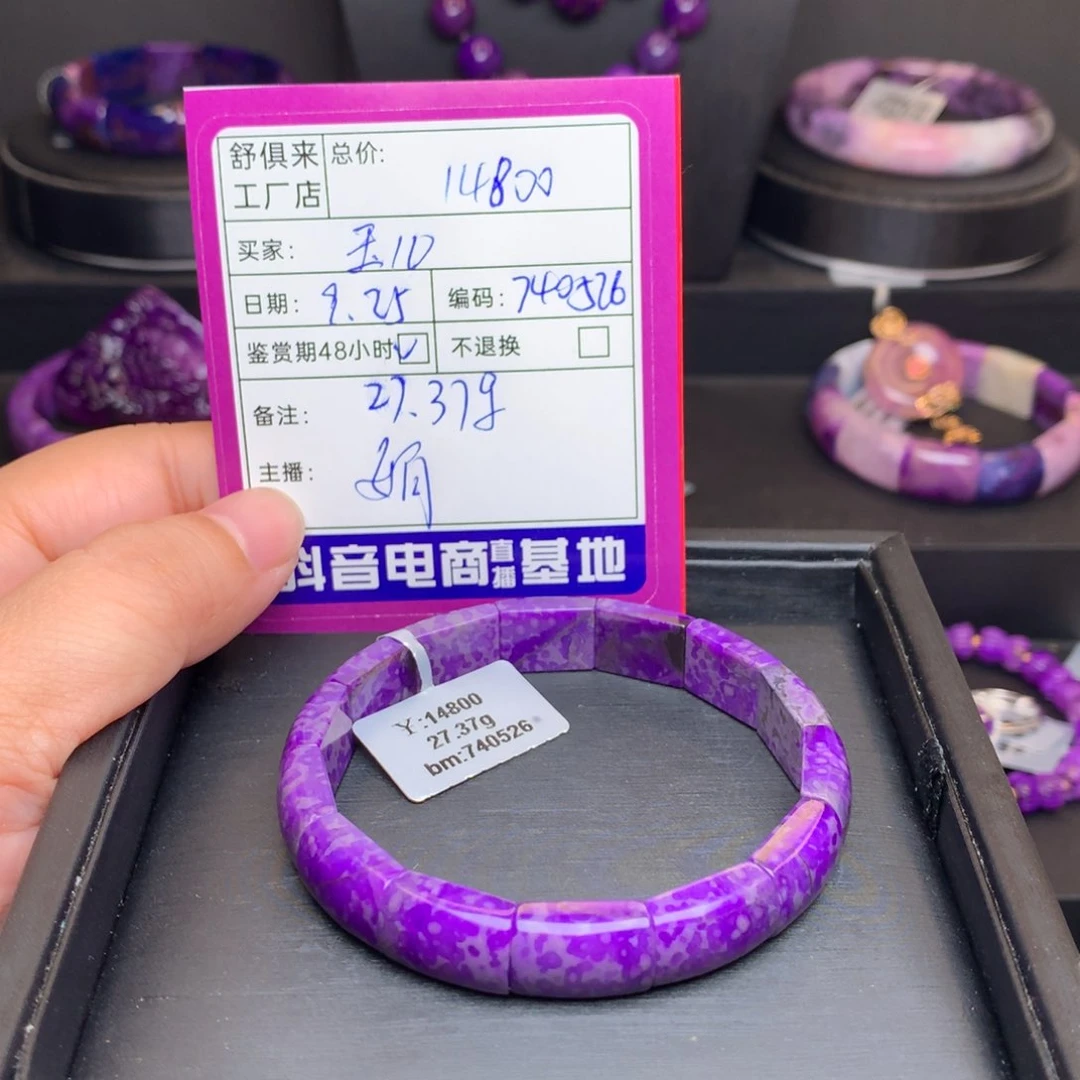 舒俱来
工厂店
总价: 14800
买家: 玉10
日期: 9.25
编码: 740526
鉴赏期48小时 ✓
不退换
备注: 27.37g
主播: 娟
抖音电商直播基地
Y:14800
27.37g
bm:740526